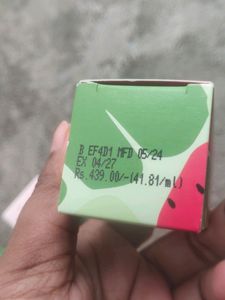 B EF4D1 MFD 05/24
EX 04/27
Rs.439.00/-(41.81/ml)